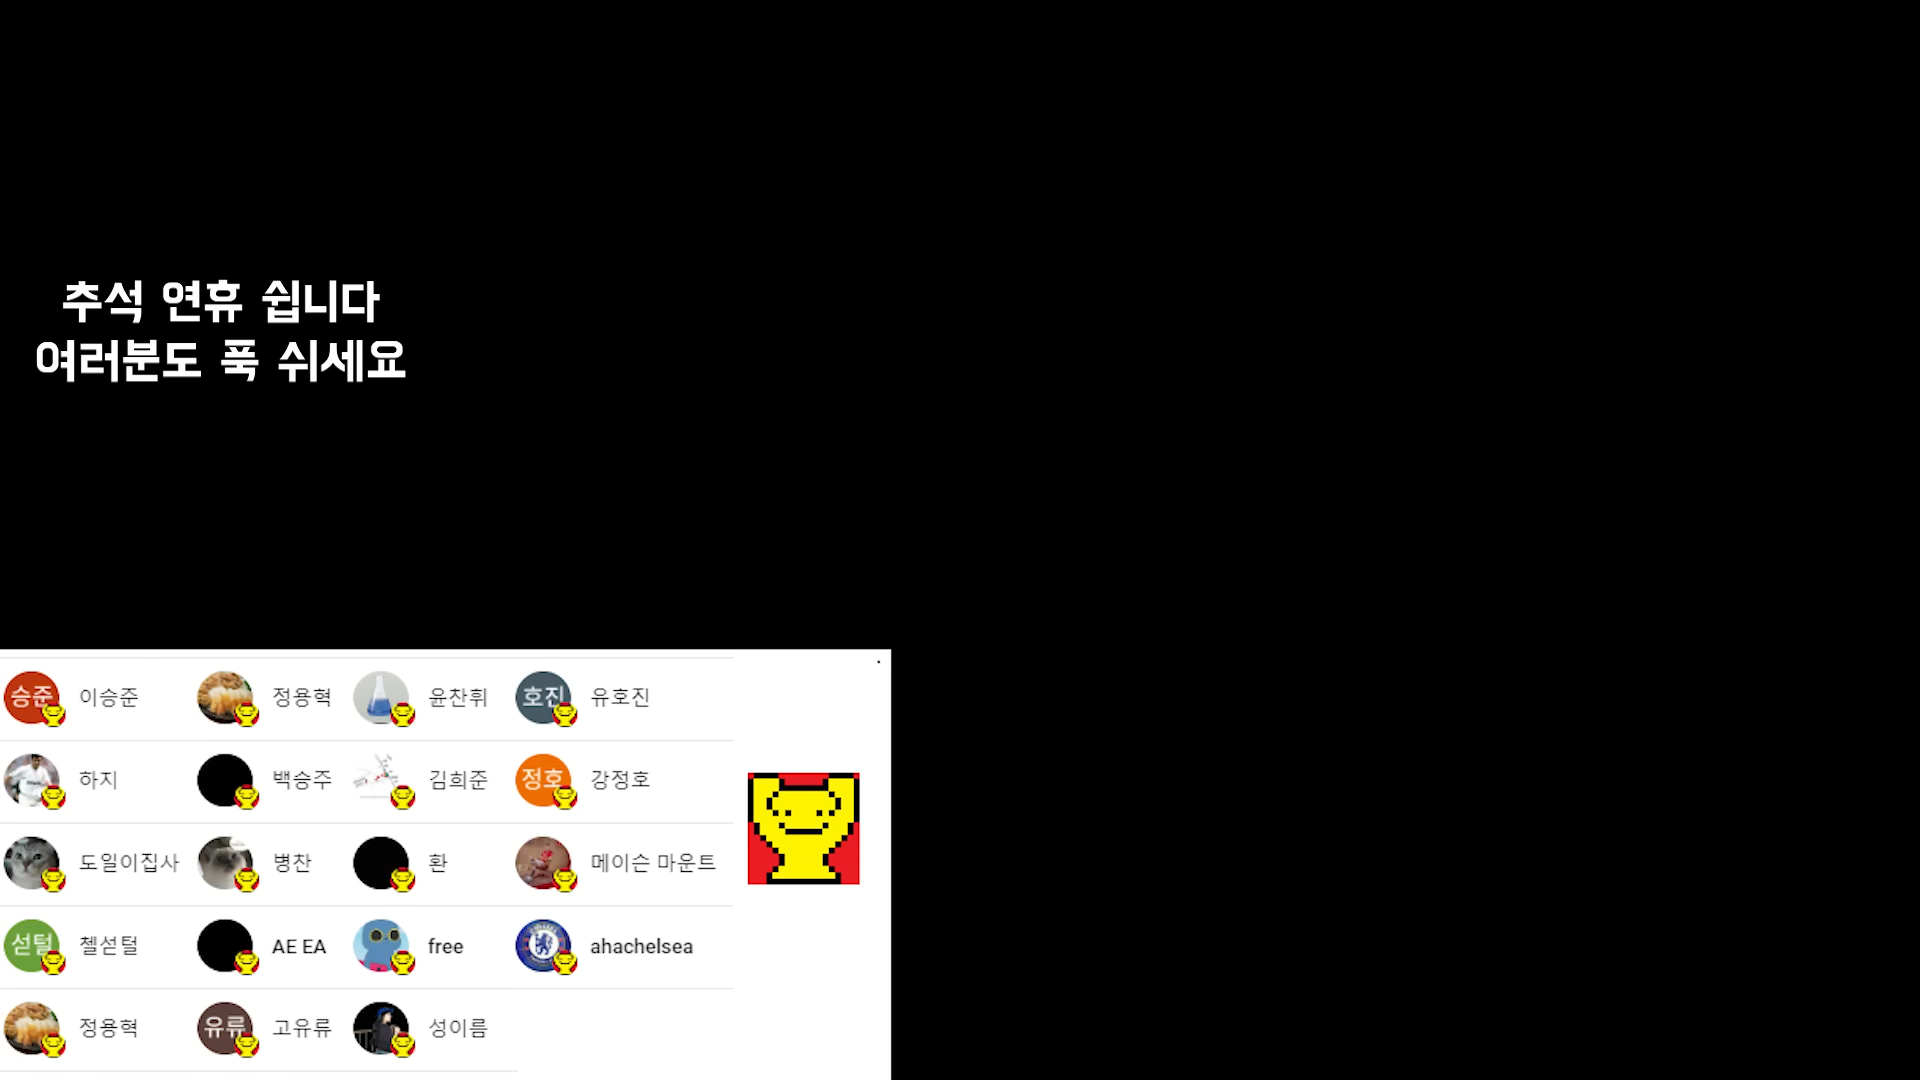 추석 연휴 쉽니다
여러분도 푹 쉬세요
승준 이승준 정용혁 윤찬휘 호진 유호진
하지 백승주 김희준 정호 강정호
도일이집사 병찬 환 메이슨 마운트
섣털 첼섣털 AE EA free ahachelsea
정용혁 유류 고유류 성이름